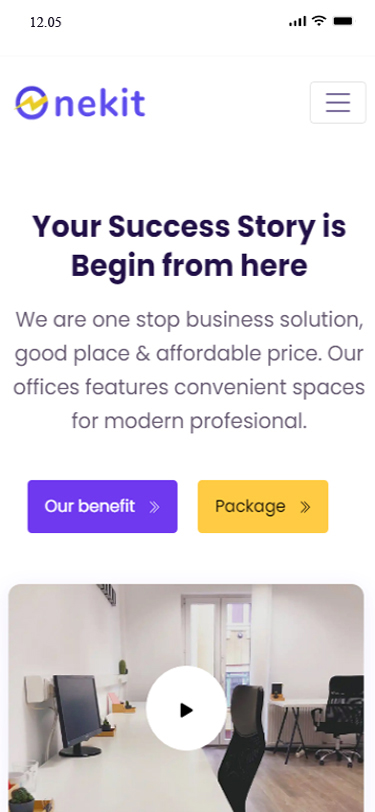 12.05
Onekit
Your Success Story is
Begin from here
We are one stop business solution,
good place & affordable price. Our
offices features convenient spaces
for modern profesional.
Our benefit
Package